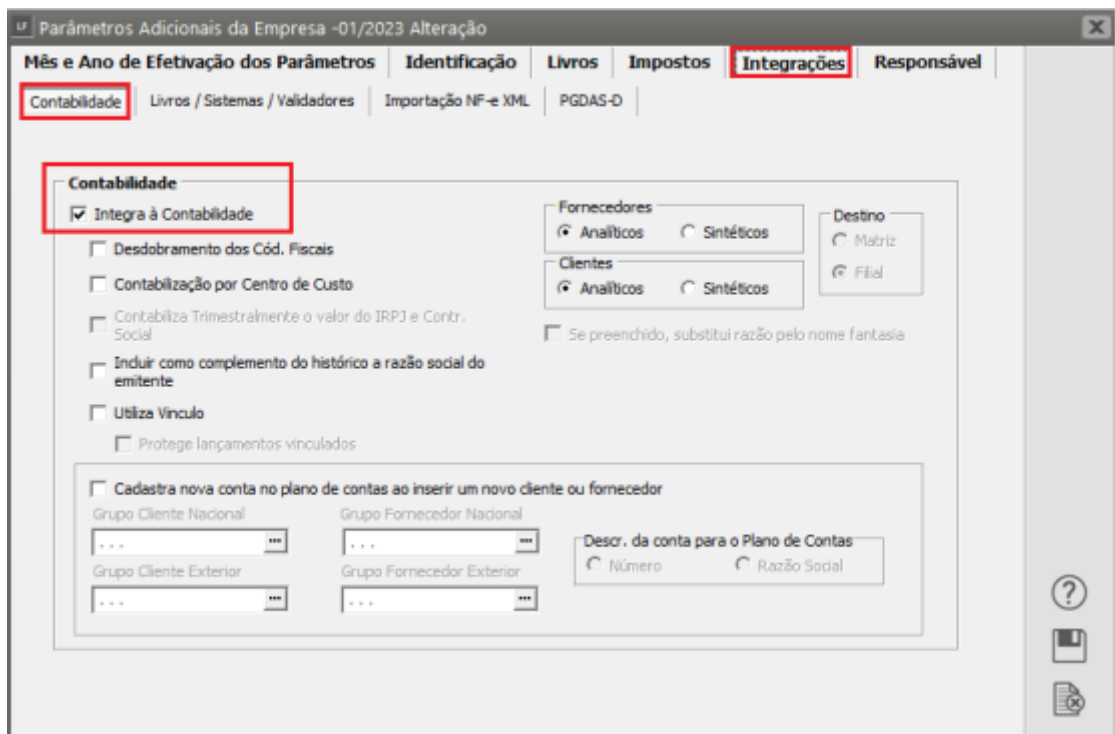 LF Parâmetros Adicionais da Empresa -01/2023 Alteração
Mês e Ano de Efetivação dos Parâmetros Identificação Livros Impostos Integrações Responsável
Contabilidade Livros / Sistemas / Validadores Importação NF-e XML PGDAS-D
Contabilidade
Integra à Contabilidade
Fornecedores
Analíticos Sintéticos
Destino
Matriz
Filial
Desdobramento dos Cód. Fiscais
Clientes
Analíticos Sintéticos
Contabilização por Centro de Custo
Contabiliza Trimestralmente o valor do IRPJ e Contr.
Social
Se preenchido, substitui razão pelo nome fantasia
Incluir como complemento do histórico a razão social do
emitente
Utiliza Vinculo
Protege lançamentos vinculados
Cadastra nova conta no plano de contas ao inserir um novo cliente ou fornecedor
Grupo Cliente Nacional Grupo Fornecedor Nacional
. . . ... . . . ...
Descr. da conta para o Plano de Contas
Número Razão Social
Grupo Cliente Exterior Grupo Fornecedor Exterior
. . . ... . . . ...
?